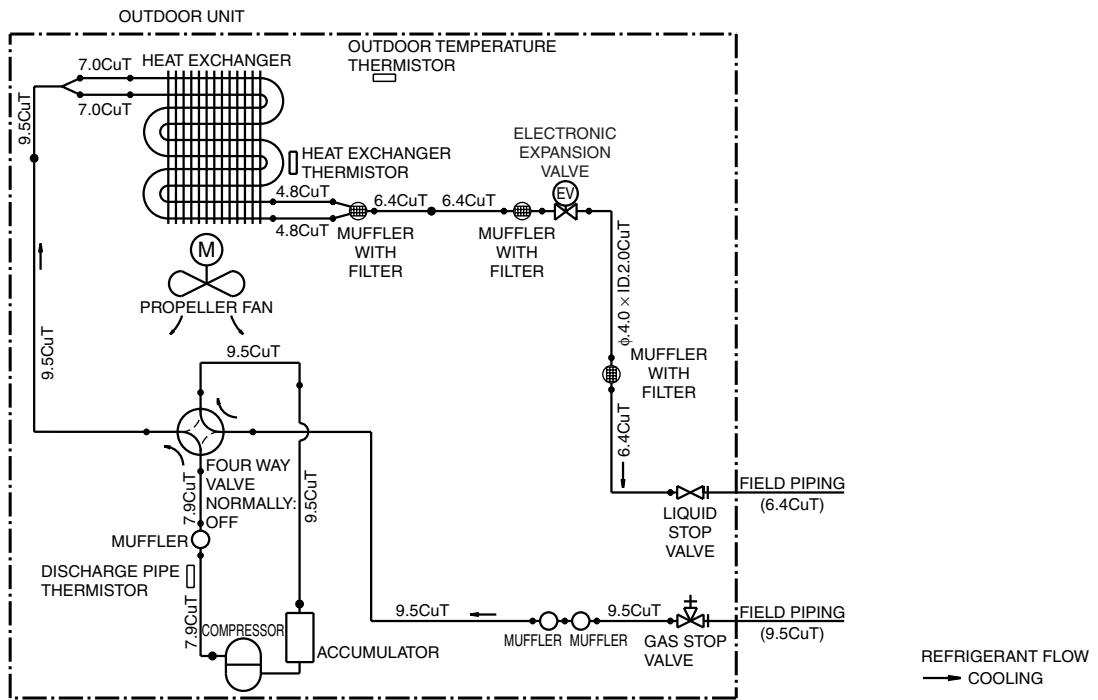 OUTDOOR UNIT
OUTDOOR TEMPERATURE
THERMISTOR
HEAT EXCHANGER
7.0CuT
7.0CuT
9.5CuT
ELECTRONIC
EXPANSION
VALVE
EV
HEAT EXCHANGER
THERMISTOR
4.8CuT
4.8CuT
6.4CuT
6.4CuT
MUFFLER
WITH
FILTER
MUFFLER
WITH
FILTER
M
PROPELLER FAN
ϕ.4.0 × ID.2.0CuT
9.5CuT
9.5CuT
MUFFLER
WITH
FILTER
6.4CuT
FOUR WAY
VALVE
NORMALLY:
OFF
7.9CuT
9.5CuT
FIELD PIPING
(6.4CuT)
LIQUID
STOP
VALVE
MUFFLER
DISCHARGE PIPE
THERMISTOR
7.9CuT
COMPRESSOR
ACCUMULATOR
9.5CuT
9.5CuT
MUFFLER
MUFFLER
GAS STOP
VALVE
FIELD PIPING
(9.5CuT)
REFRIGERANT FLOW
COOLING